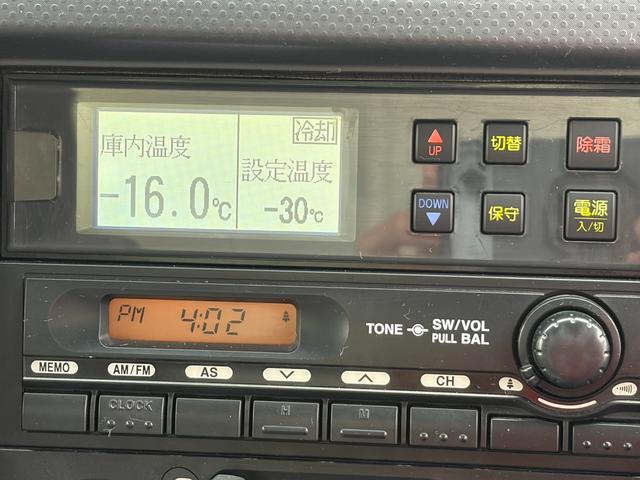 冷却
庫内温度
設定温度
-16.0℃
-30℃
UP
切替
除霜
DOWN
保守
電源
入/切
PM 4:02
TONE SW/VOL
PULL BAL
MEMO AM/FM AS CH
CLOCK H M